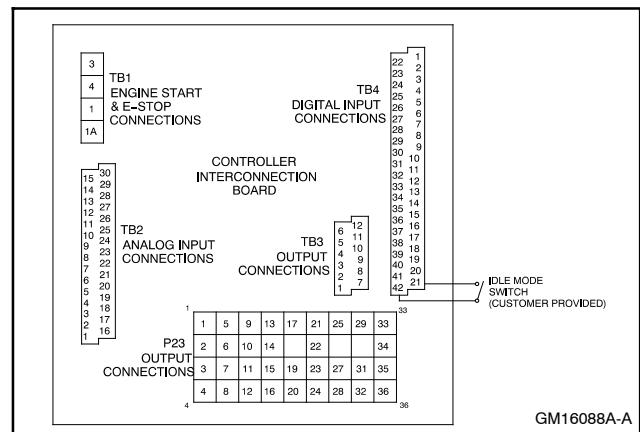 3
4
1
1A
TB1
ENGINE START
& E-STOP
CONNECTIONS
TB4
DIGITAL INPUT
CONNECTIONS
22 1
23 2
24 3
25 4
26 5
27 6
28 7
29 8
30 9
31 10
32 11
33 12
34 13
35 14
36 15
37 16
38 17
39 18
40 19
41 20
42 21
CONTROLLER
INTERCONNECTION
BOARD
15 30
14 29
13 28
12 27
11 26
10 25
9 24
8 23
7 22
6 21
5 20
4 19
3 18
2 17
1 16
TB2
ANALOG INPUT
CONNECTIONS
TB3
OUTPUT
CONNECTIONS
6 12
5 11
4 10
3 9
2 8
1 7
IDLE MODE
SWITCH
(CUSTOMER PROVIDED)
1 33
P23
OUTPUT
CONNECTIONS
1 5 9 13 17 21 25 29 33
2 6 10 14 22 34
3 7 11 15 19 23 27 31 35
4 8 12 16 20 24 28 32 36
4 36
GM16088A-A